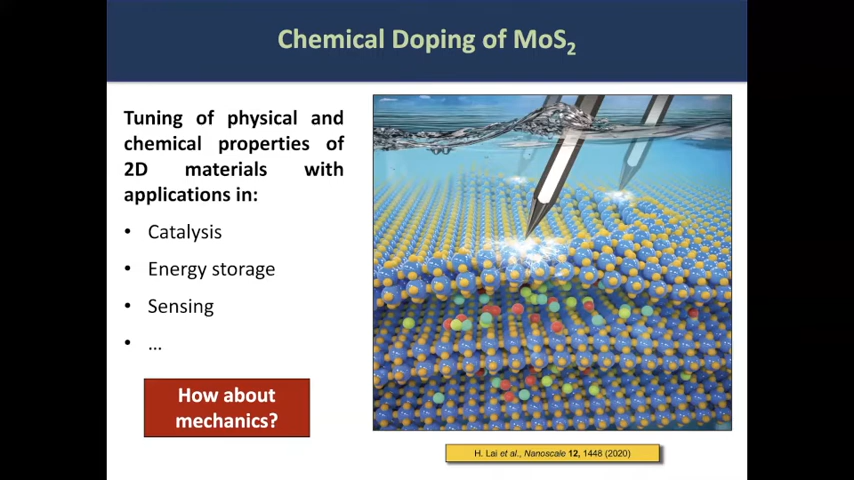 Chemical Doping of MoS₂
Tuning of physical and
chemical properties of
2D materials with
applications in:
• Catalysis
• Energy storage
• Sensing
• ...
How about
mechanics?
H. Lai et al., Nanoscale 12, 1448 (2020)